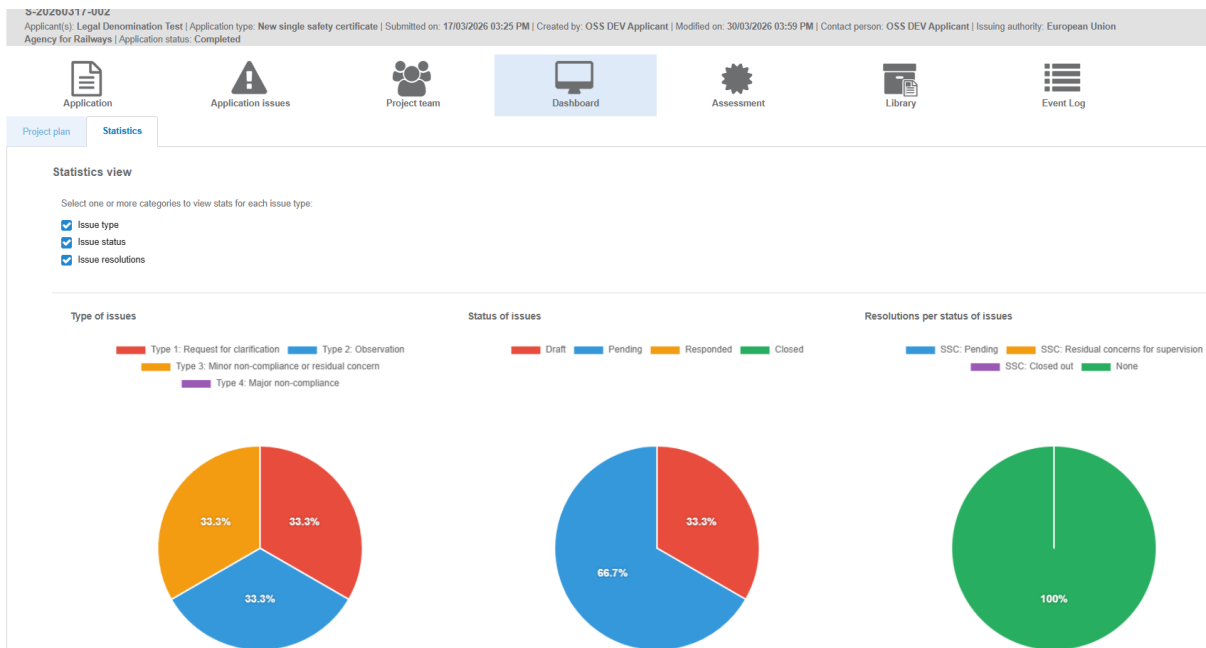 S-20260317-002
Applicant(s): Legal Denomination Test | Application type: New single safety certificate | Submitted on: 17/03/2026 03:25 PM | Created by: OSS DEV Applicant | Modified on: 30/03/2026 03:59 PM | Contact person: OSS DEV Applicant | Issuing authority: European Union
Agency for Railways | Application status: Completed
Application Application issues Project team Dashboard Assessment Library Event Log
Project plan Statistics
Statistics view
Select one or more categories to view stats for each issue type:
Issue type
Issue status
Issue resolutions
Type of issues Status of issues Resolutions per status of issues
Type 1: Request for clarification Type 2: Observation Draft Pending Responded Closed SSC: Pending SSC: Residual concerns for supervision
Type 3: Minor non-compliance or residual concern SSC: Closed out None
Type 4: Major non-compliance
33.3% 33.3% 33.3%
66.7%
33.3% 100%